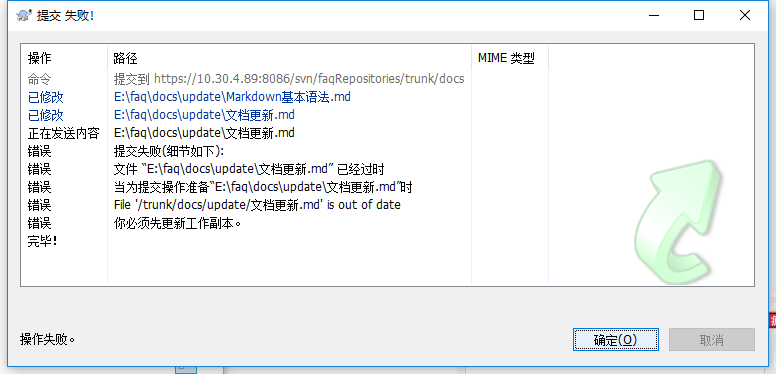 提交 失败!
操作 路径 MIME 类型
命令 提交到 https://10.30.4.89:8086/svn/faqRepositories/trunk/docs
已修改 E:\faq\docs\update\Markdown基本语法.md
已修改 E:\faq\docs\update\文档更新.md
正在发送内容 E:\faq\docs\update\文档更新.md
错误 提交失败(细节如下):
错误 文件 “E:\faq\docs\update\文档更新.md” 已经过时
错误 当为提交操作准备“E:\faq\docs\update\文档更新.md”时
错误 File '/trunk/docs/update/文档更新.md' is out of date
错误 你必须先更新工作副本。
完毕!
操作失败。
确定(O) 取消